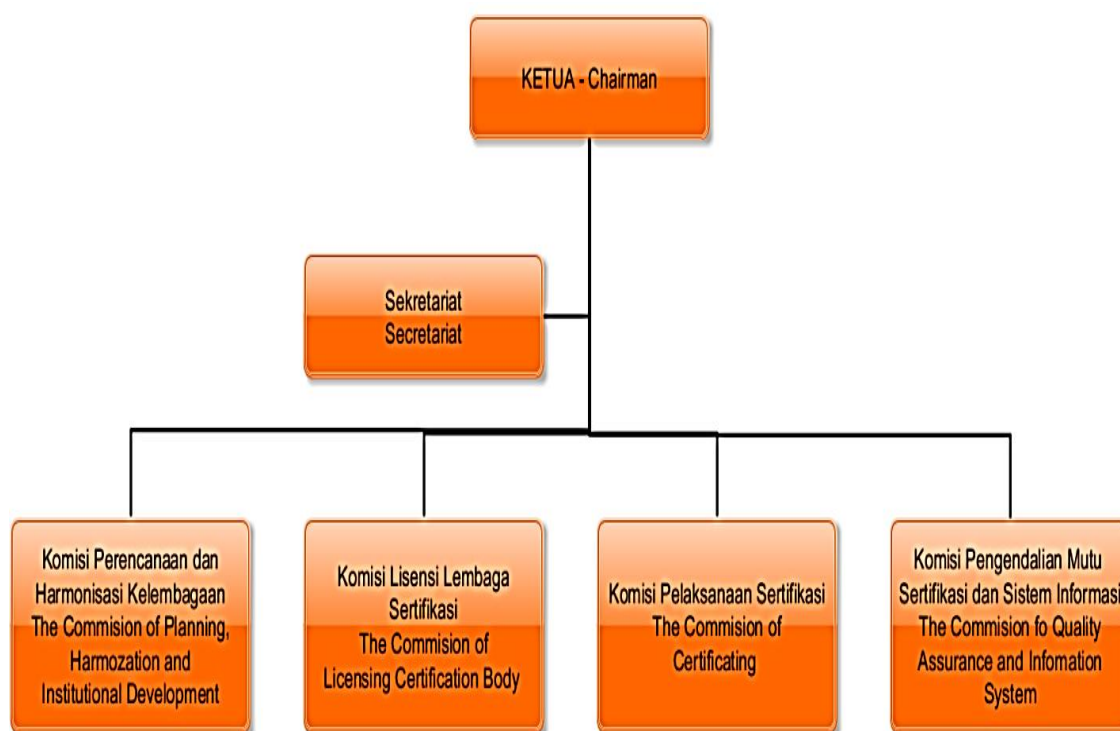 KETUA - Chairman
Sekretariat
Secretariat
Komisi Perencanaan dan
Harmonisasi Kelembagaan
The Commision of Planning,
Harmozation and
Institutional Development
Komisi Lisensi Lembaga
Sertifikasi
The Commision of
Licensing Certification Body
Komisi Pelaksanaan Sertifikasi
The Commision of
Certificating
Komisi Pengendalian Mutu
Sertifikasi dan Sistem Informasi
The Commision fo Quality
Assurance and Infomation
System